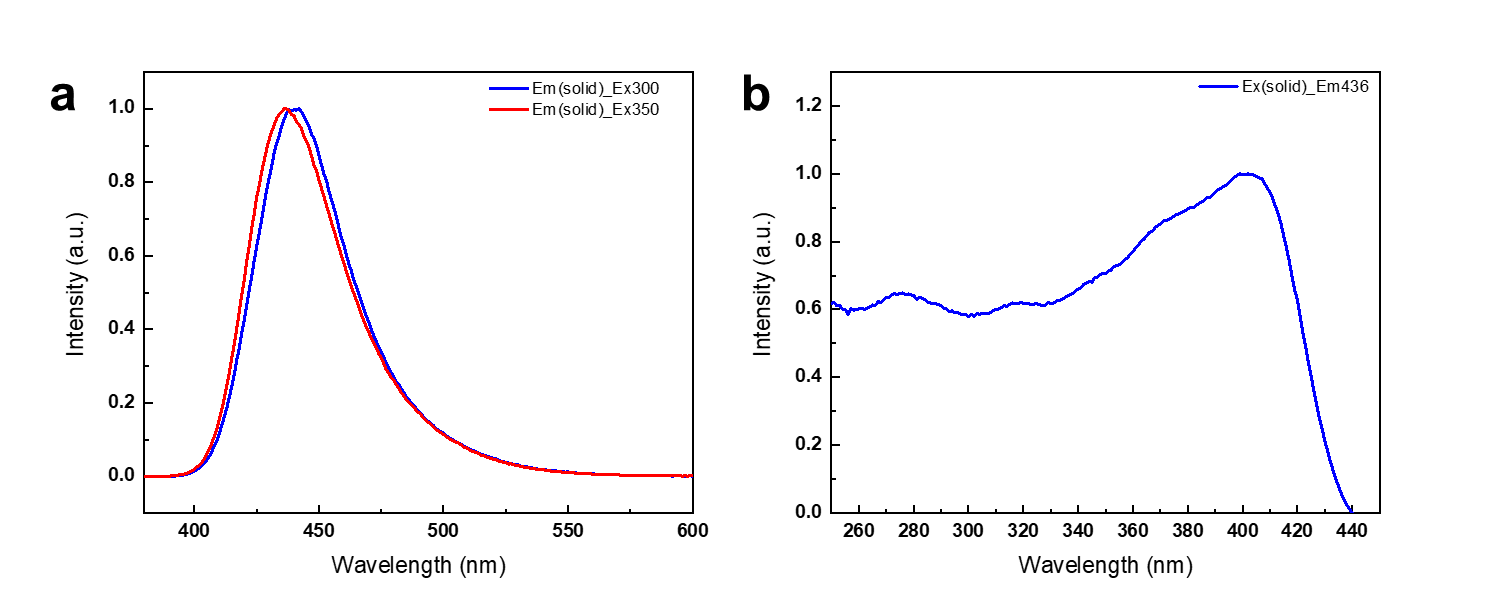 a
Em(solid)_Ex300
Em(solid)_Ex350
1.0
0.8
0.6
0.4
0.2
0.0
Intensity (a.u.)
400 450 500 550 600
Wavelength (nm)
b
Ex(solid)_Em436
1.2
1.0
0.8
0.6
0.4
0.2
0.0
Intensity (a.u.)
260 280 300 320 340 360 380 400 420 440
Wavelength (nm)